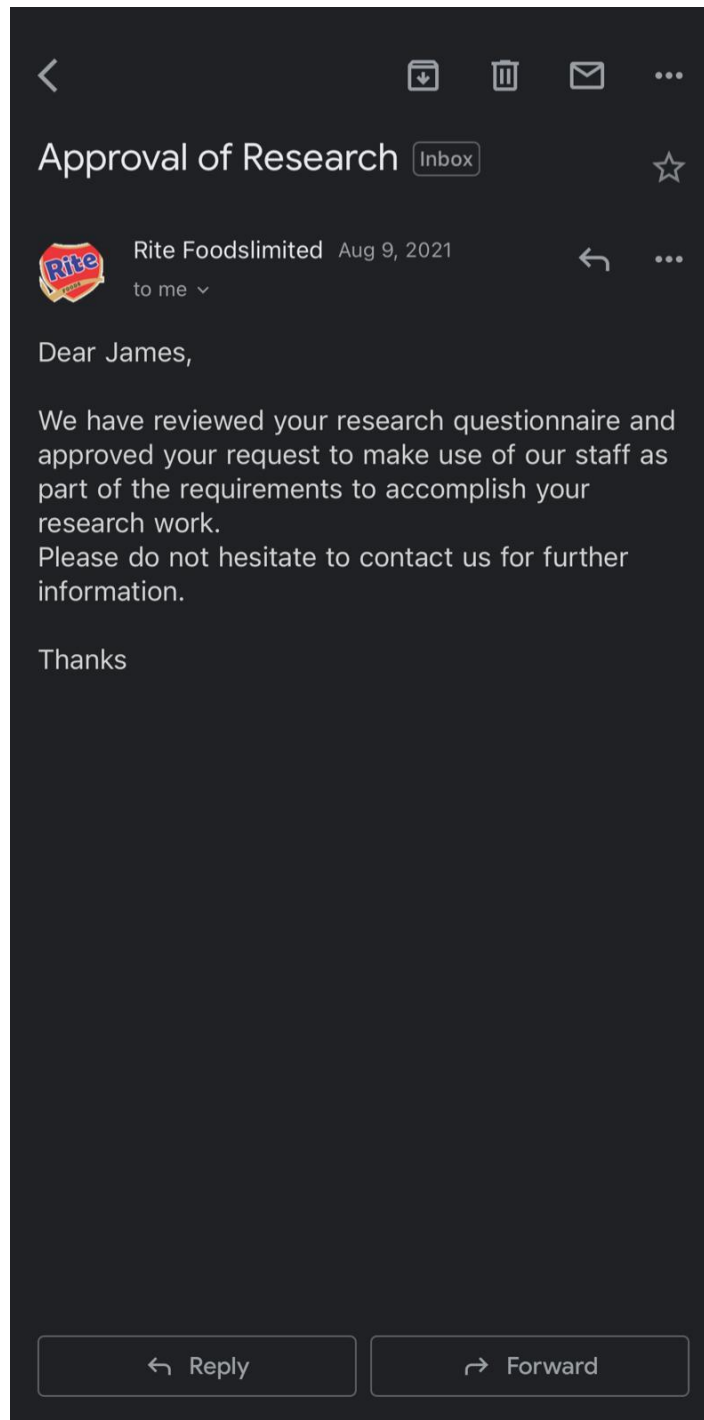 Approval of Research Inbox
Rite Foodslimited Aug 9, 2021
Rite
FOODS
to me
Dear James,
We have reviewed your research questionnaire and
approved your request to make use of our staff as
part of the requirements to accomplish your
research work.
Please do not hesitate to contact us for further
information.
Thanks
Reply
Forward